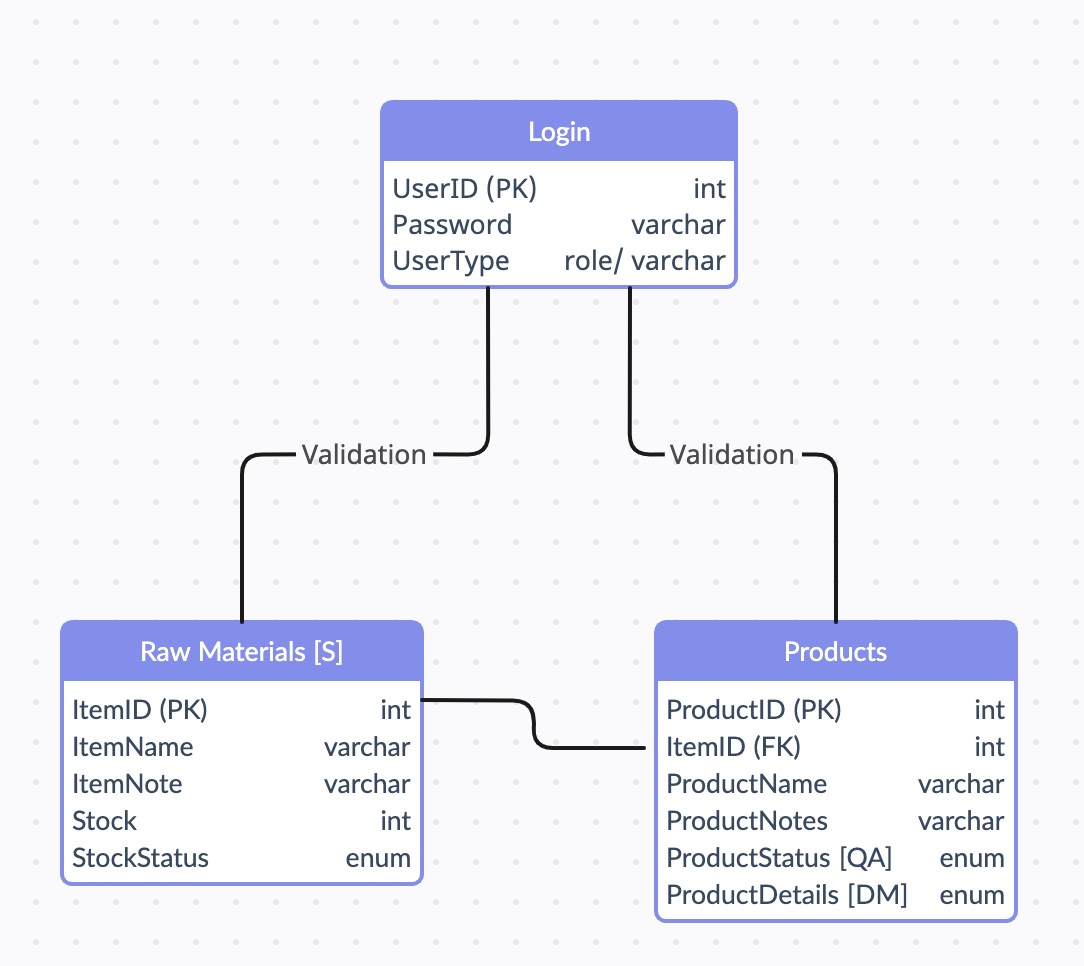 Login
UserID (PK) int
Password varchar
UserType role/ varchar
Validation Validation
Raw Materials [S]
ItemID (PK) int
ItemName varchar
ItemNote varchar
Stock int
StockStatus enum
Products
ProductID (PK) int
ItemID (FK) int
ProductName varchar
ProductNotes varchar
ProductStatus [QA] enum
ProductDetails [DM] enum